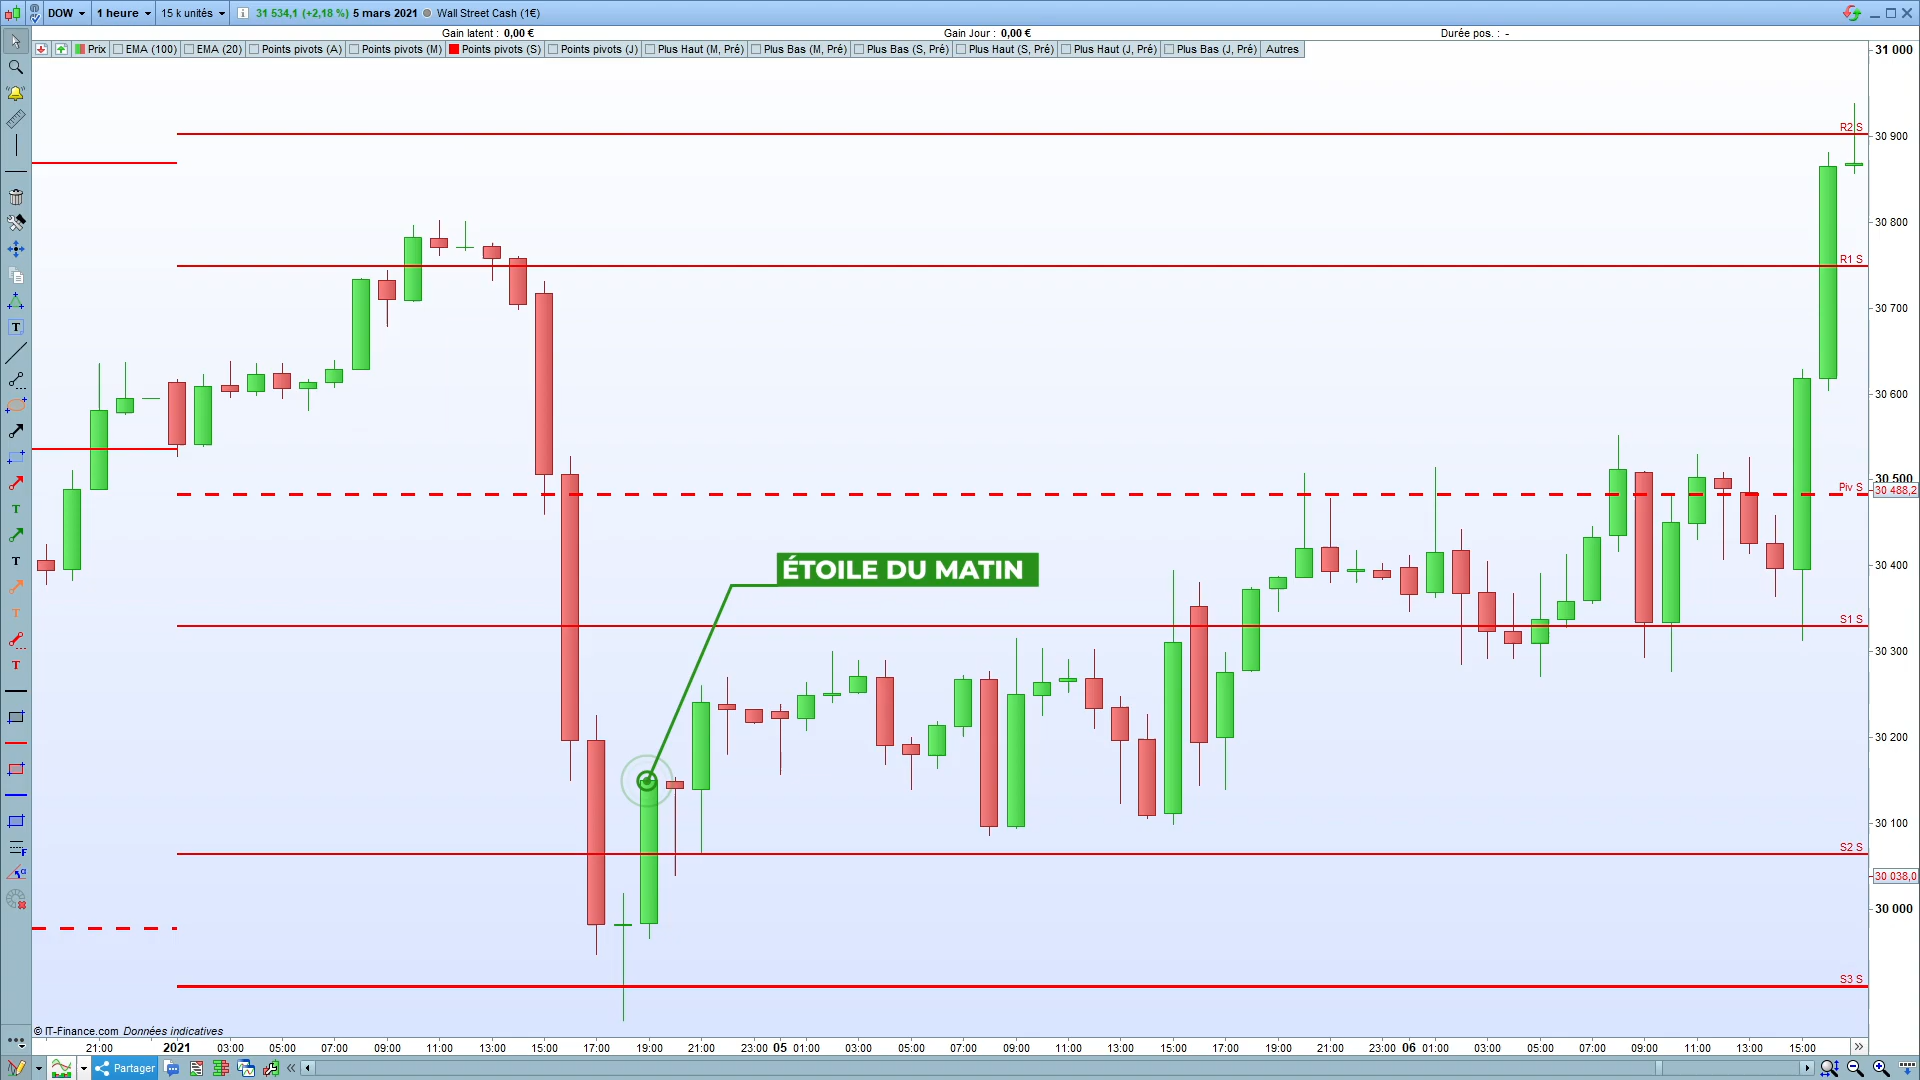 DOW 1 heure 15 k unités 31 534,1 (+2,18 %) 5 mars 2021 Wall Street Cash (1€)
Gain latent : 0,00 € Gain Jour : 0,00 € Durée pos. : -
Prix EMA (100) EMA (20) Points pivots (A) Points pivots (M) Points pivots (S) Points pivots (J) Plus Haut (M, Pré) Plus Bas (M, Pré) Plus Bas (S, Pré) Plus Haut (S, Pré) Plus Haut (J, Pré) Plus Bas (J, Pré) Autres
31 000
R2 S
30 900
30 800
R1 S
30 700
30 600
30 500
Piv S
30 488,2
ÉTOILE DU MATIN
30 400
S1 S
30 300
30 200
30 100
S2 S
30 038,0
30 000
S3 S
© IT-Finance.com Données indicatives
21:00 2021 03:00 05:00 07:00 09:00 11:00 13:00 15:00 17:00 19:00 21:00 23:00 05 01:00 03:00 05:00 07:00 09:00 11:00 13:00 15:00 17:00 19:00 21:00 23:00 06 01:00 03:00 05:00 07:00 09:00 11:00 13:00 15:00
Partager